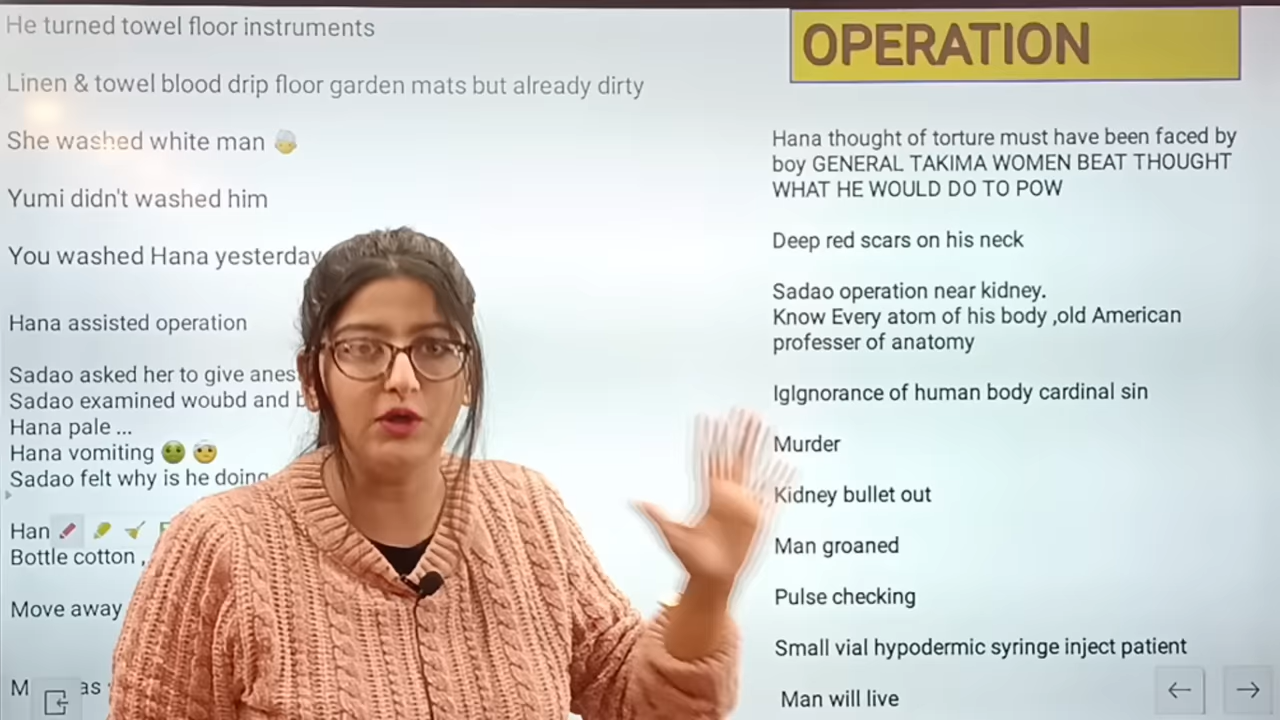 He turned towel floor instruments
Linen & towel blood drip floor garden mats but already dirty
She washed white man
Yumi didn't washed him
You washed Hana yesterday
Hana assisted operation
Sadao asked her to give
Sadao examined woubd and
Hana pale ...
Hana vomiting 🤢 🤕
Sadao felt why is he doing
Bottle cotton ,
Move away
OPERATION
Hana thought of torture must have been faced by
boy GENERAL TAKIMA WOMEN BEAT THOUGHT
WHAT HE WOULD DO TO POW
Deep red scars on his neck
Sadao operation near kidney.
Know Every atom of his body ,old American
professer of anatomy
IgIgnorance of human body cardinal sin
Murder
Kidney bullet out
Man groaned
Pulse checking
Small vial hypodermic syringe inject patient
Man will live